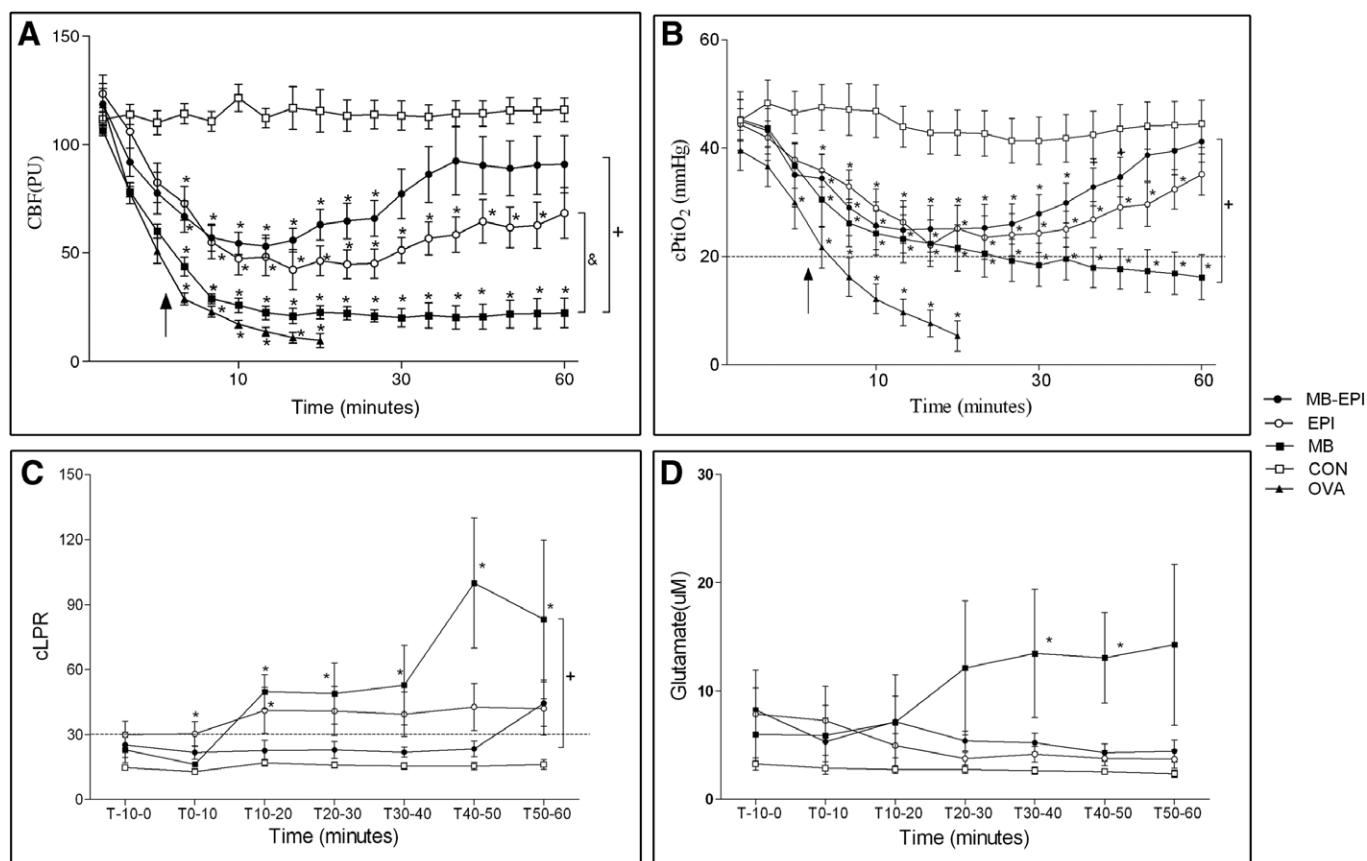 A
150
100
50
0
CBF(PU)
10
30
60
Time (minutes)
&
+
B
60
40
20
0
cPtiO2 (mmHg)
10
30
60
Time (minutes)
+
+
+
MB-EPI
EPI
MB
CON
OVA
C
150
120
90
60
30
0
cLPR
T-10-0
T0-10
T10-20
T20-30
T30-40
T40-50
T50-60
Time (minutes)
+
D
30
20
10
0
Glutamate(uM)
T-10-0
T0-10
T10-20
T20-30
T30-40
T40-50
T50-60
Time (minutes)